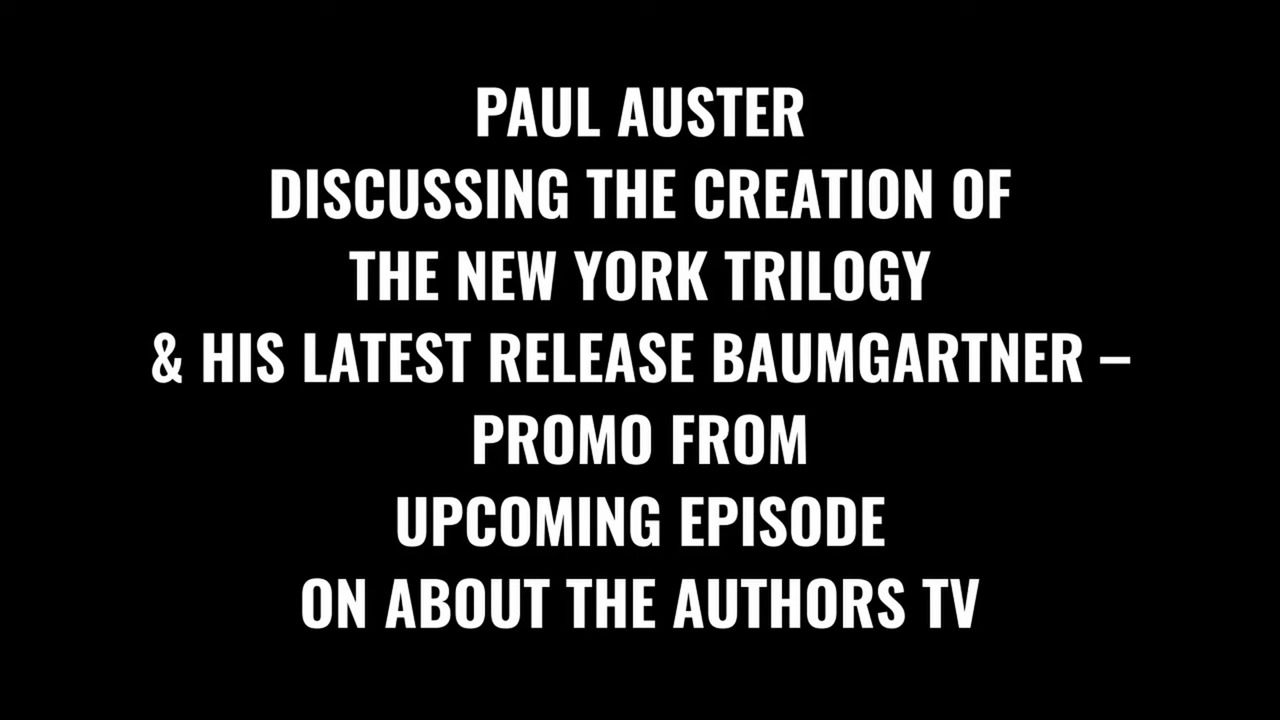 PAUL AUSTER
DISCUSSING THE CREATION OF
THE NEW YORK TRILOGY
& HIS LATEST RELEASE BAUMGARTNER –
PROMO FROM
UPCOMING EPISODE
ON ABOUT THE AUTHORS TV